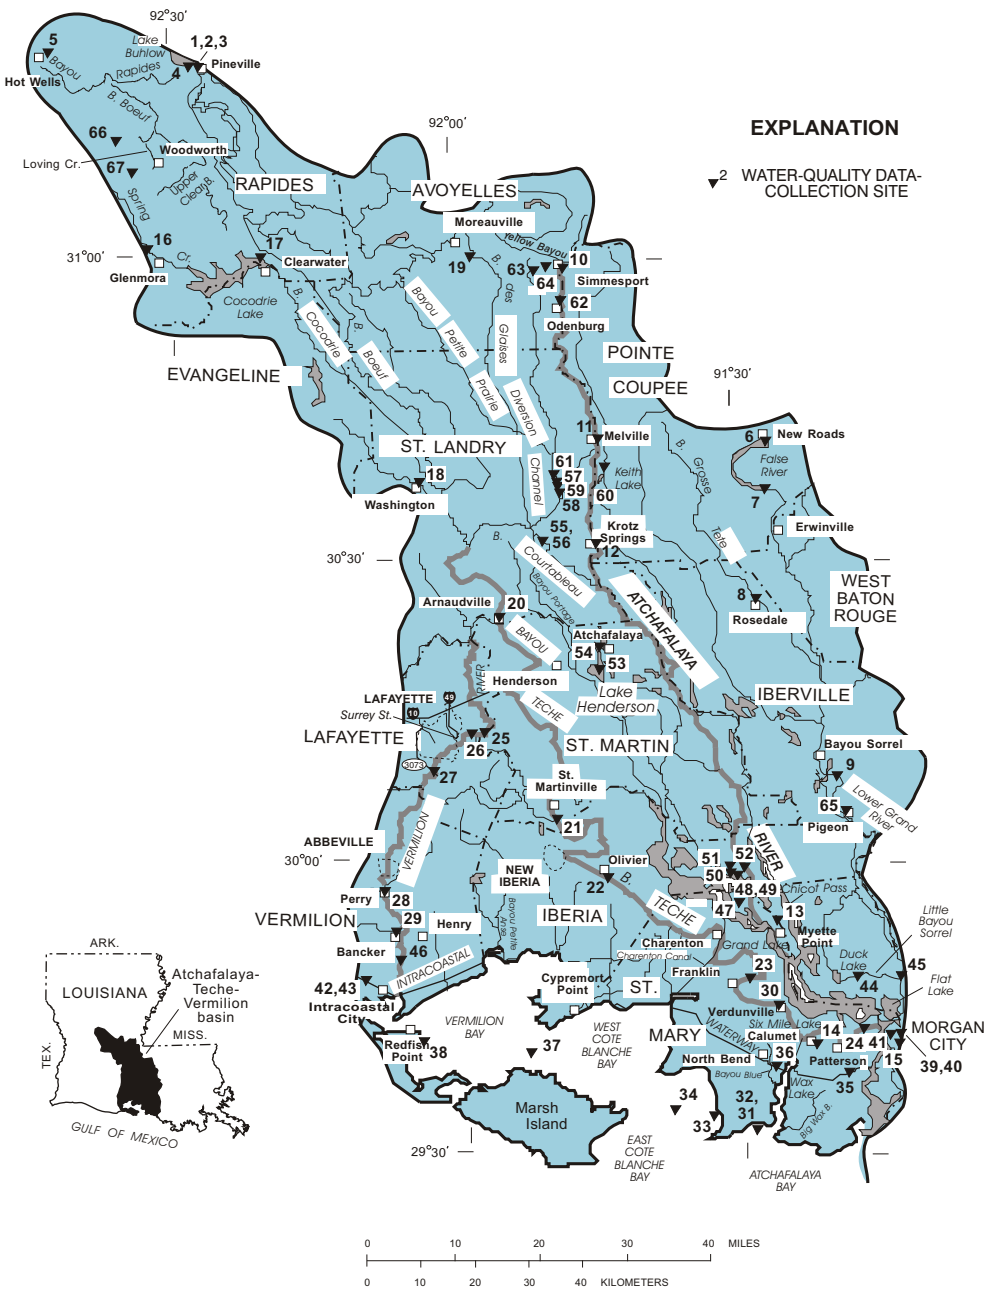 92°30′
5
Lake
Buhlow
1,2,3
Bayou
Rapides
4
Pineville
Hot Wells
B. Boeuf
92°00′
EXPLANATION
66
Loving Cr.
Woodworth
67
2 WATER-QUALITY DATA-
COLLECTION SITE
Upper
Clear B.
RAPIDES
AVOYELLES
Spring
Cr.
Moreauville
Yellow Bayou
16
17
31°00′
Clearwater
19
63
64
10
Simmesport
Glenmora
Cocodrie
Lake
62
Odenburg
B.
Cocodrie
B.
Boeuf
Bayou
Petite
Prairie
B.
des
Glaises
Diversion
Channel
POINTE
COUPEE
EVANGELINE
91°30′
11
Melville
6
New Roads
False
River
7
ST. LANDRY
18
Washington
61
57
59
58
60
Keith
Lake
B.
Grosse
Tete
Erwinville
55,
56
Krotz
Springs
12
30°30′
B.
Courtableau
Bayou Portage
WEST
BATON
ROUGE
8
Rosedale
Arnaudville
20
ATCHAFALAYA
BAYOU
Atchafalaya
54
53
RIVER
Henderson
Lake
Henderson
IBERVILLE
LAFAYETTE
49
10
Surrey St.
TECHE
LAFAYETTE
26
25
ST. MARTIN
Bayou Sorrel
3073
27
9
St.
Martinville
Lower Grand
River
65
Pigeon
21
VERMILION
ABBEVILLE
RIVER
30°00′
NEW
IBERIA
Olivier
51
52
50
B.
22
48,49
Chicot Pass
Perry
28
TECHE
47
13
VERMILION
29
Henry
Bayou Petite
Anse
IBERIA
Myette
Point
Little
Bayou
Sorrel
Charenton
Grand Lake
Bancker
46
Charenton Canal
Duck
Lake
INTRACOASTAL
Franklin
23
45
42,43
Cypremort
Point
ST.
44
Flat
Lake
30
Intracoastal
City
Verdunville
VERMILION
BAY
WEST
COTE
BLANCHE
BAY
MARY
WATERWAY
Six Mile Lake
Calumet
14
MORGAN
CITY
Redfish
Point
38
37
North Bend
36
Patterson
24
41
15
39,40
Bayou Blue
Wax
Lake
35
34
32,
31
33
Big Wax B.
Marsh
Island
29°30′
EAST
COTE
BLANCHE
BAY
ATCHAFALAYA
BAY
ARK.
LOUISIANA
Atchafalaya-
Teche-
Vermilion
basin
MISS.
TEX.
GULF OF MEXICO
0 10 20 30 40 MILES
0 10 20 30 40 KILOMETERS